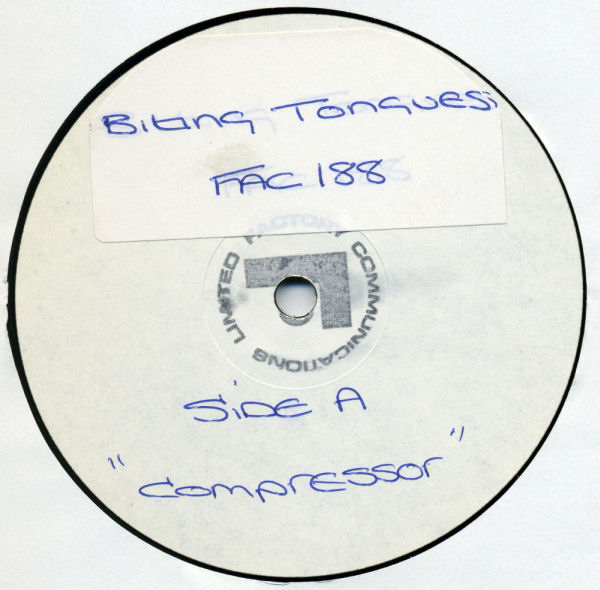 Biting Tongues
FAC 188
FACTORY COMMUNICATIONS LIMITED
SiDE A
"compressor"